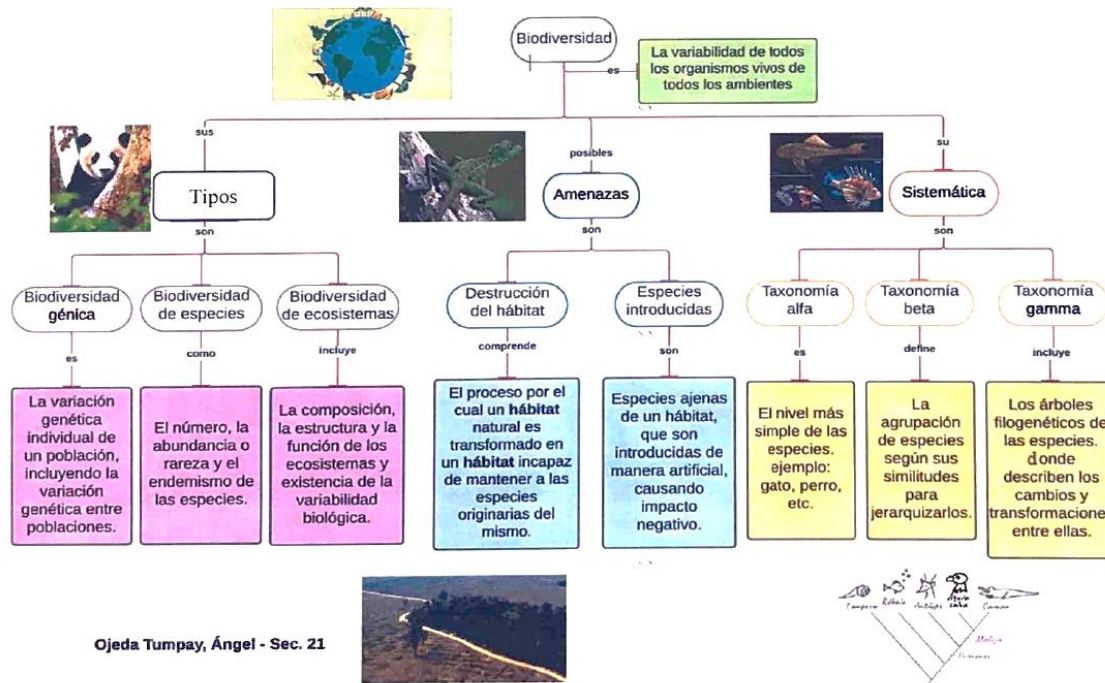 Biodiversidad
es
La variabilidad de todos
los organismos vivos de
todos los ambientes
sus
posibles
su
Tipos
Amenazas
Sistemática
son
son
son
Biodiversidad
génica
Biodiversidad
de especies
Biodiversidad
de ecosistemas
Destrucción
del hábitat
Especies
introducidas
Taxonomía
alfa
Taxonomía
beta
Taxonomía
gamma
es
como
incluye
comprende
son
es
define
incluye
La variación
genética
individual de
un población,
incluyendo la
variación
genética entre
poblaciones.
El número, la
abundancia o
rareza y el
endemismo de
las especies.
La composición,
la estructura y la
función de los
ecosistemas y
existencia de la
variabilidad
biológica.
El proceso por el
cual un hábitat
natural es
transformado en
un hábitat incapaz
de mantener a las
especies
originarias del
mismo.
Especies ajenas
de un hábitat,
que son
introducidas de
manera artificial,
causando
impacto
negativo.
El nivel más
simple de las
especies.
ejemplo:
gato, perro,
etc.
La
agrupación
de especies
según sus
similitudes
para
jerarquizarlos.
Los árboles
filogenéticos de
las especies.
donde
describen los
cambios y
transformacione
entre ellas.
Ojeda Tumpay, Ángel - Sec. 21